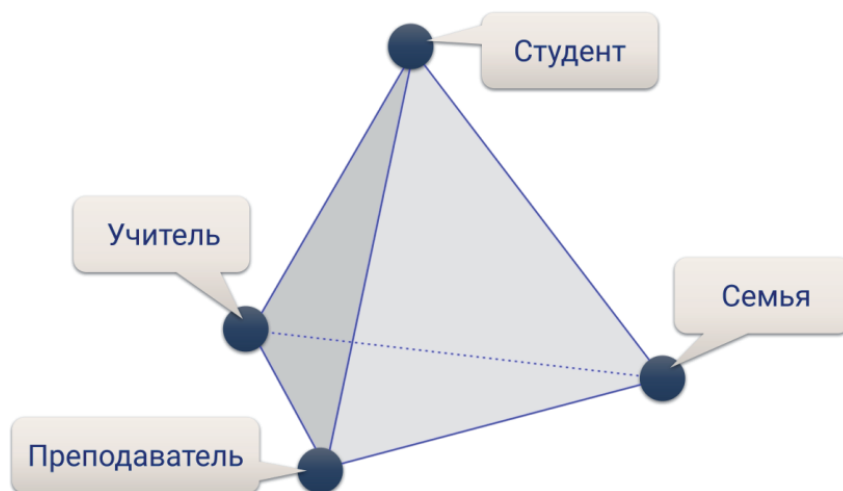 Студент
Учитель
Семья
Преподаватель